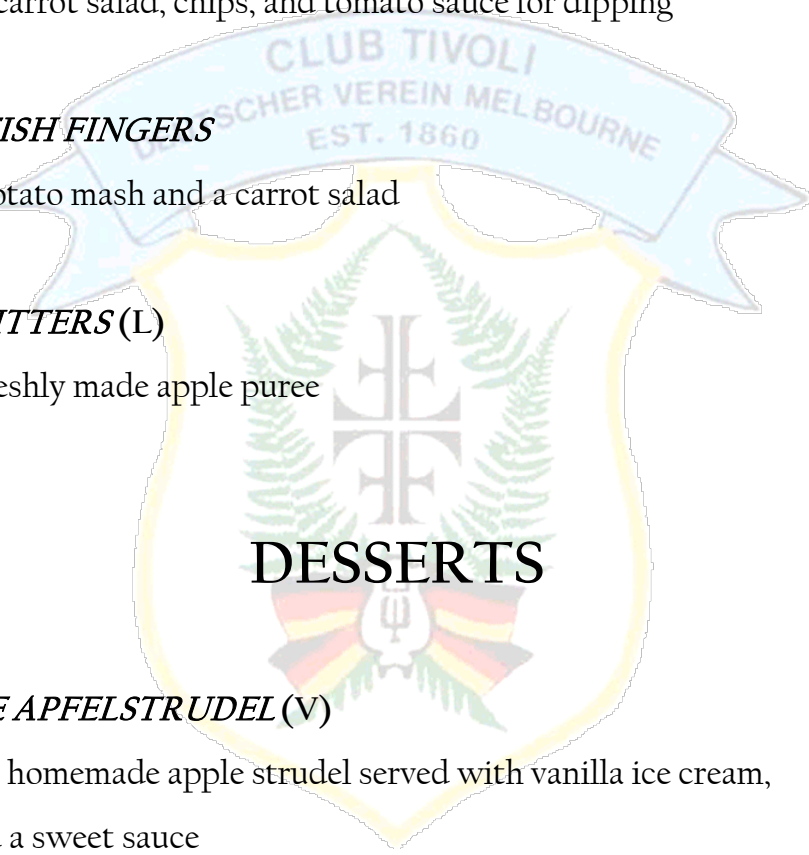 carrot salad, chips, and tomato sauce for dipping
CLUB TIVOLI
DEUTSCHER VEREIN MELBOURNE
EST. 1860
ISH FINGERS
otato mash and a carrot salad
ITTERS (L)
eshly made apple puree
DESSERTS
E APFELSTRUDEL (V)
homemade apple strudel served with vanilla ice cream,
a sweet sauce